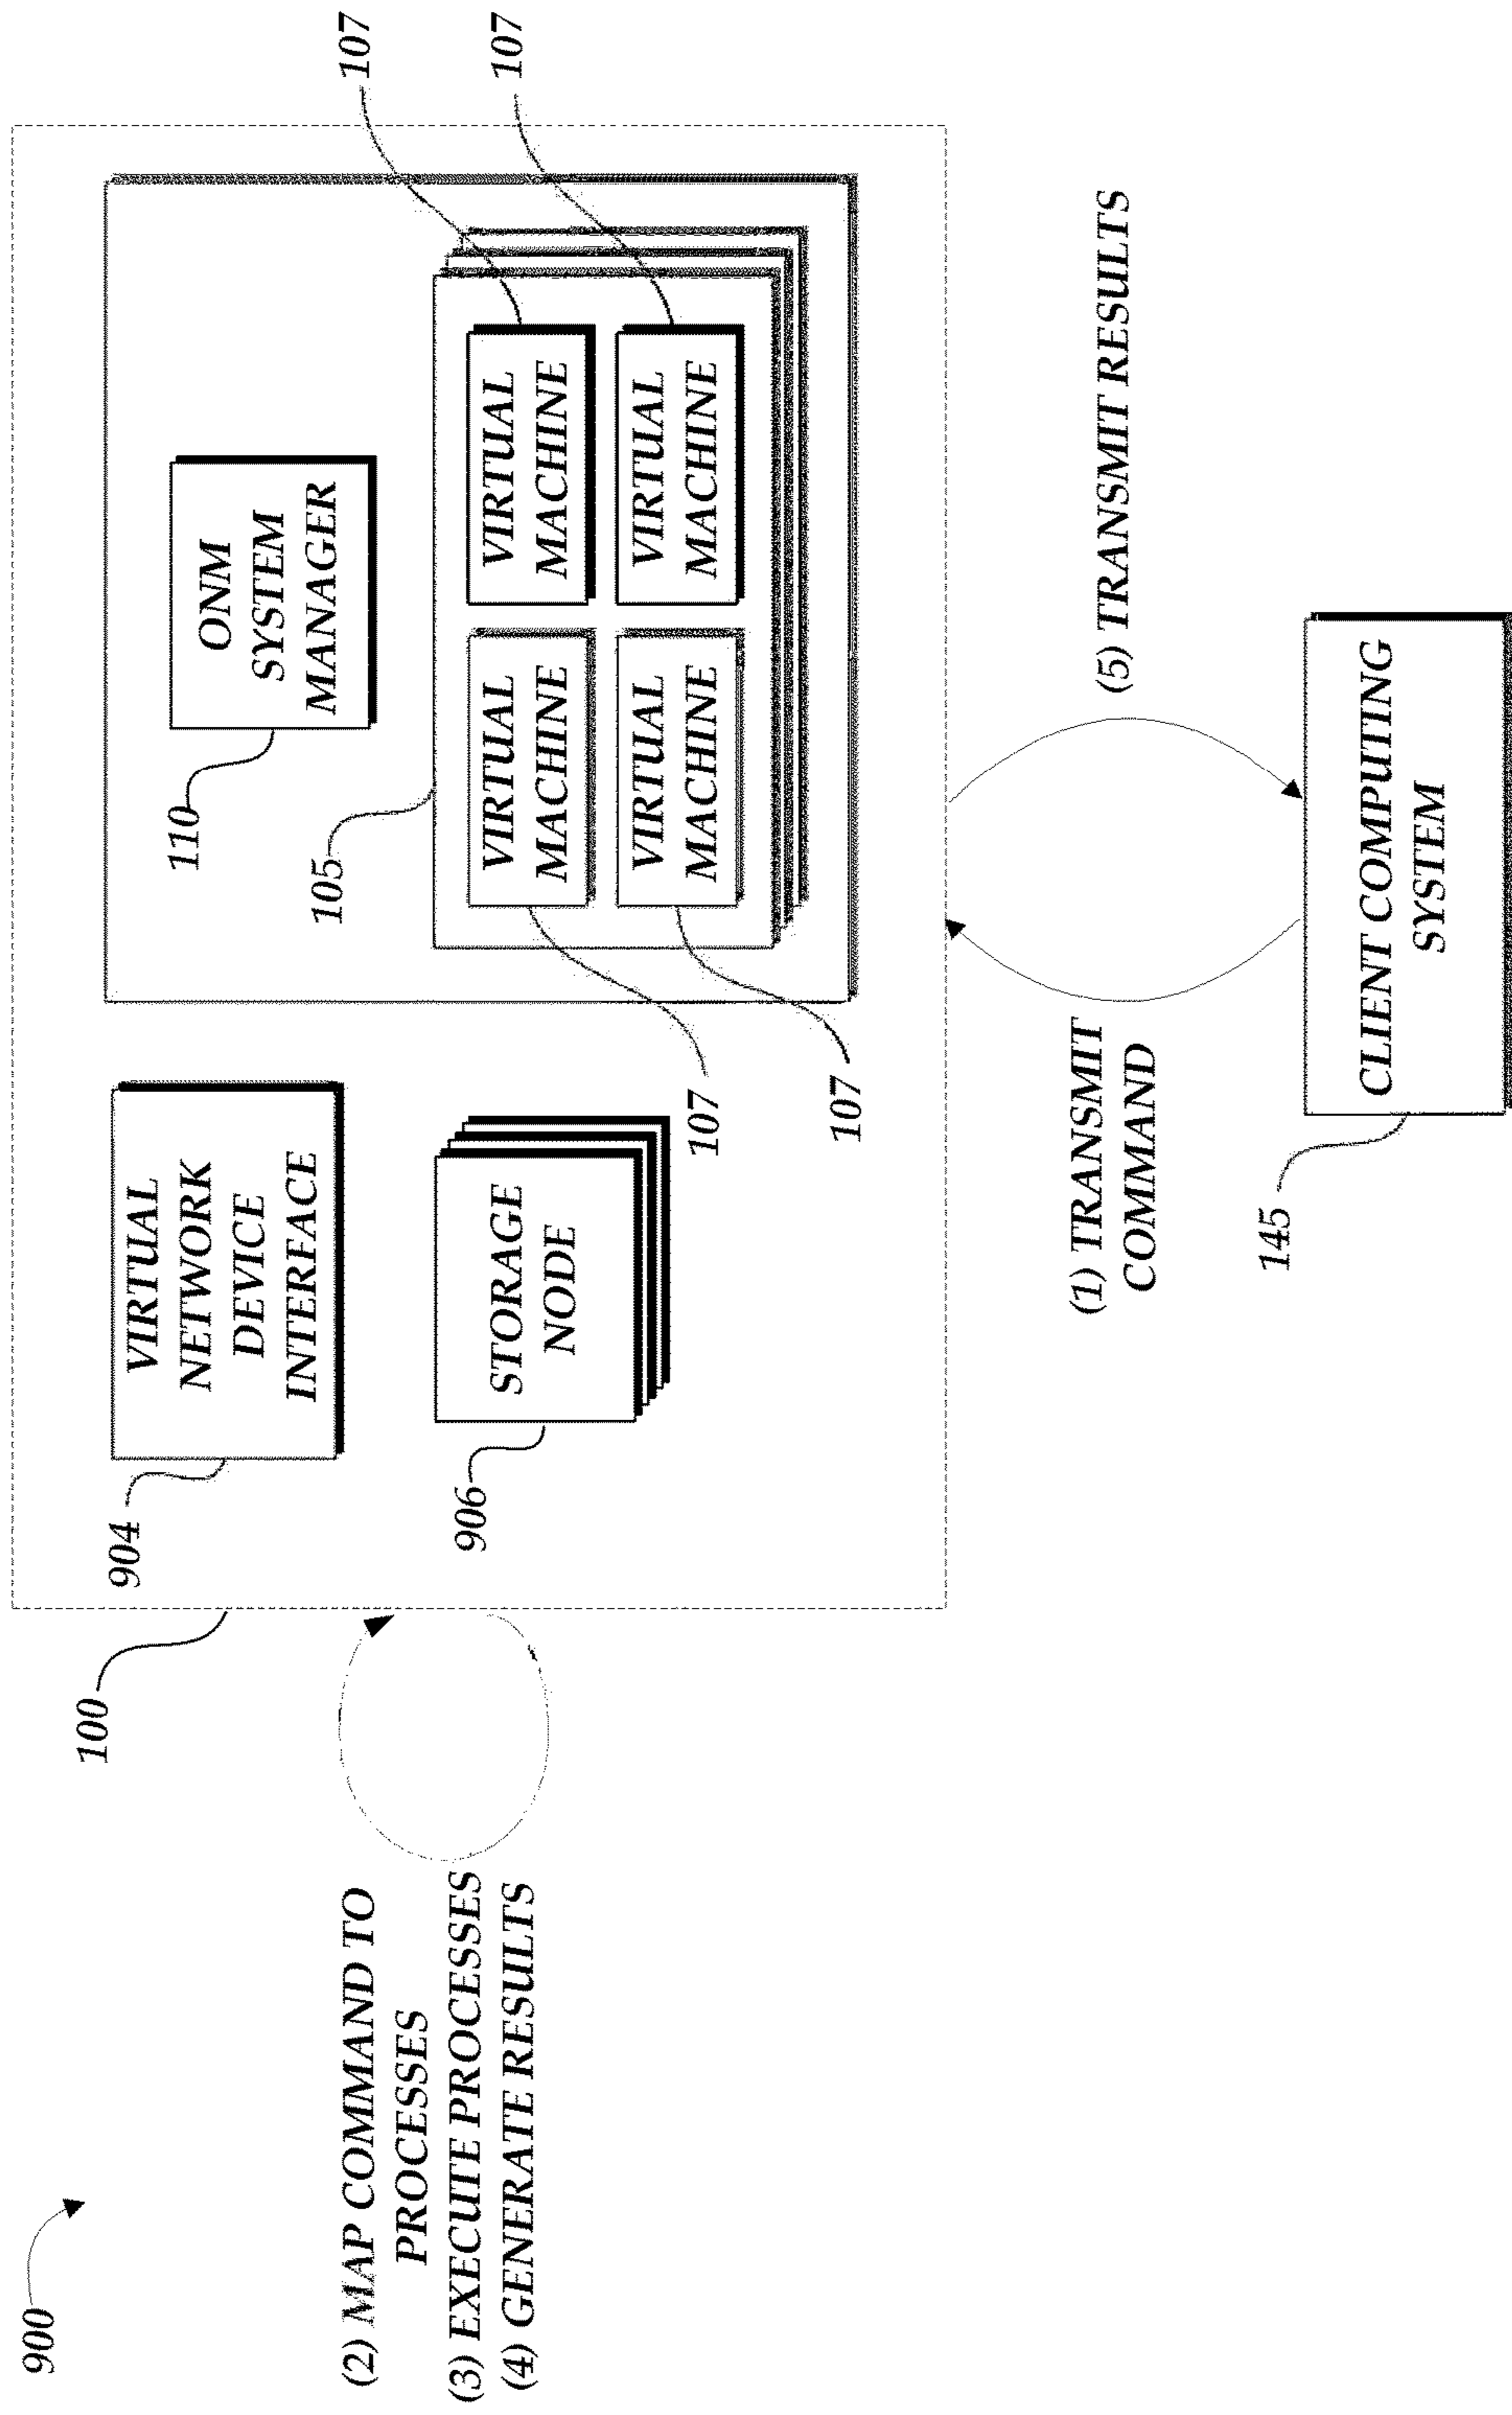 900
(2) MAP COMMAND TO
PROCESSES
(3) EXECUTE PROCESSES
(4) GENERATE RESULTS
100
904
VIRTUAL
NETWORK
DEVICE
INTERFACE
906
STORAGE
NODE
110
ONM
SYSTEM
MANAGER
105
VIRTUAL
MACHINE
VIRTUAL
MACHINE
VIRTUAL
MACHINE
VIRTUAL
MACHINE
107
107
107
107
(1) TRANSMIT
COMMAND
(5) TRANSMIT RESULTS
145
CLIENT COMPUTING
SYSTEM